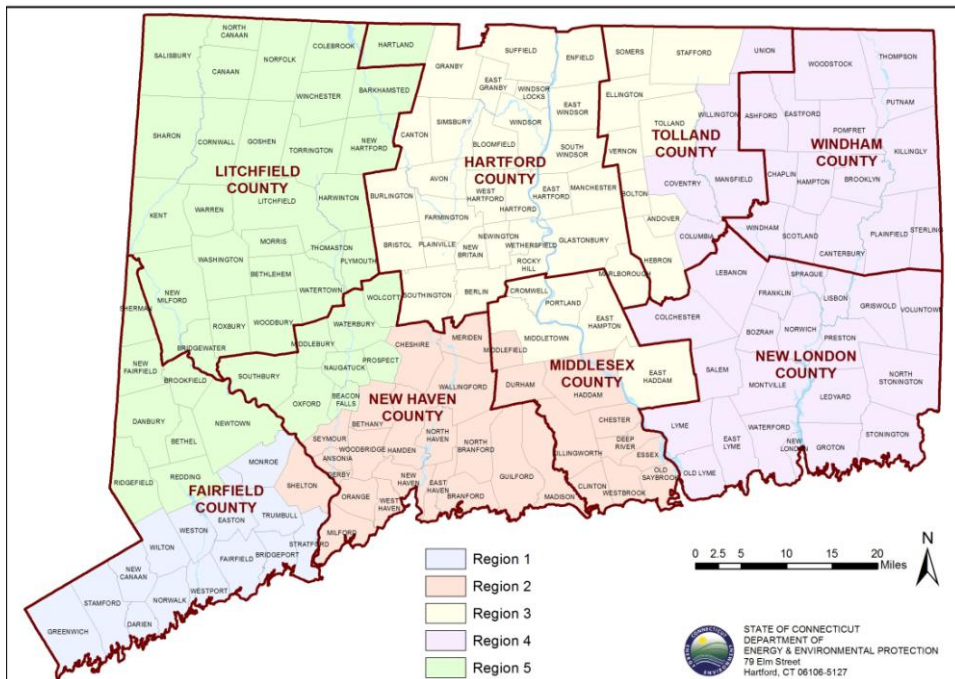 NORTH
CANAAN
COLEBROOK
HARTLAND
SUFFIELD
ENFIELD
SOMERS
STAFFORD
UNION
SALISBURY
CANAAN
NORFOLK
GRANBY
EAST
GRANBY
WINDSOR
LOCKS
WOODSTOCK
THOMPSON
WINCHESTER
BARKHAMSTED
EAST
WINDSOR
ELLINGTON
WILLINGTON
ASHFORD
EASTFORD
PUTNAM
SHARON
CORNWALL
GOSHEN
TORRINGTON
NEW
HARTFORD
CANTON
SIMSBURY
WINDSOR
BLOOMFIELD
SOUTH
WINDSOR
VERNON
TOLLAND
TOLLAND
COUNTY
POMFRET
WINDHAM
COUNTY
KILLINGLY
LITCHFIELD
COUNTY
LITCHFIELD
HARWINTON
BURLINGTON
AVON
HARTFORD
COUNTY
WEST
HARTFORD
HARTFORD
EAST
HARTFORD
MANCHESTER
BOLTON
COVENTRY
MANSFIELD
CHAPLIN
HAMPTON
BROOKLYN
KENT
WARREN
FARMINGTON
ANDOVER
COLUMBIA
WINDHAM
SCOTLAND
CANTERBURY
PLAINFIELD
STERLING
WASHINGTON
MORRIS
BETHLEHEM
THOMASTON
PLYMOUTH
BRISTOL
PLAINVILLE
NEW
BRITAIN
NEWINGTON
WETHERSFIELD
ROCKY
HILL
GLASTONBURY
HEBRON
MARLBOROUGH
SHERMAN
NEW
MILFORD
ROXBURY
WOODBURY
WATERTOWN
BRIDGEWATER
WOLCOTT
SOUTHINGTON
BERLIN
CROMWELL
PORTLAND
EAST
HAMPTON
COLCHESTER
LEBANON
FRANKLIN
SPRAGUE
LISBON
GRISWOLD
VOLUNTOWN
NEW
FAIRFIELD
BROOKFIELD
SOUTHBURY
MIDDLEBURY
WATERBURY
NAUGATUCK
PROSPECT
CHESHIRE
MERIDEN
MIDDLEFIELD
MIDDLETOWN
MIDDLESEX
COUNTY
HADDAM
EAST
HADDAM
BOZRAH
NORWICH
PRESTON
NEW LONDON
COUNTY
SALEM
MONTVILLE
LEDYARD
NORTH
STONINGTON
DANBURY
BETHEL
NEWTOWN
OXFORD
BEACON
FALLS
NEW HAVEN
COUNTY
WALLINGFORD
DURHAM
CHESTER
DEEP
RIVER
ESSEX
LYME
EAST
LYME
WATERFORD
NEW
LONDON
GROTON
STONINGTON
RIDGEFIELD
REDDING
MONROE
SEYMOUR
BETHANY
WOODBRIDGE
HAMDEN
NORTH
HAVEN
NORTH
BRANFORD
GUILFORD
KILLINGWORTH
OLD
SAYBROOK
OLD LYME
ANSONIA
DERBY
SHELTON
ORANGE
NEW
HAVEN
WEST
HAVEN
EAST
HAVEN
BRANFORD
MADISON
CLINTON
WESTBROOK
FAIRFIELD
COUNTY
EASTON
TRUMBULL
STRATFORD
MILFORD
WILTON
WESTON
FAIRFIELD
BRIDGEPORT
NEW
CANAAN
STAMFORD
NORWALK
WESTPORT
GREENWICH
DARIEN
Region 1
Region 2
Region 3
Region 4
Region 5
0 2.5 5 10 15 20
Miles
N
STATE OF CONNECTICUT
DEPARTMENT OF
ENERGY & ENVIRONMENTAL PROTECTION
79 Elm Street
Hartford, CT 06106-5127